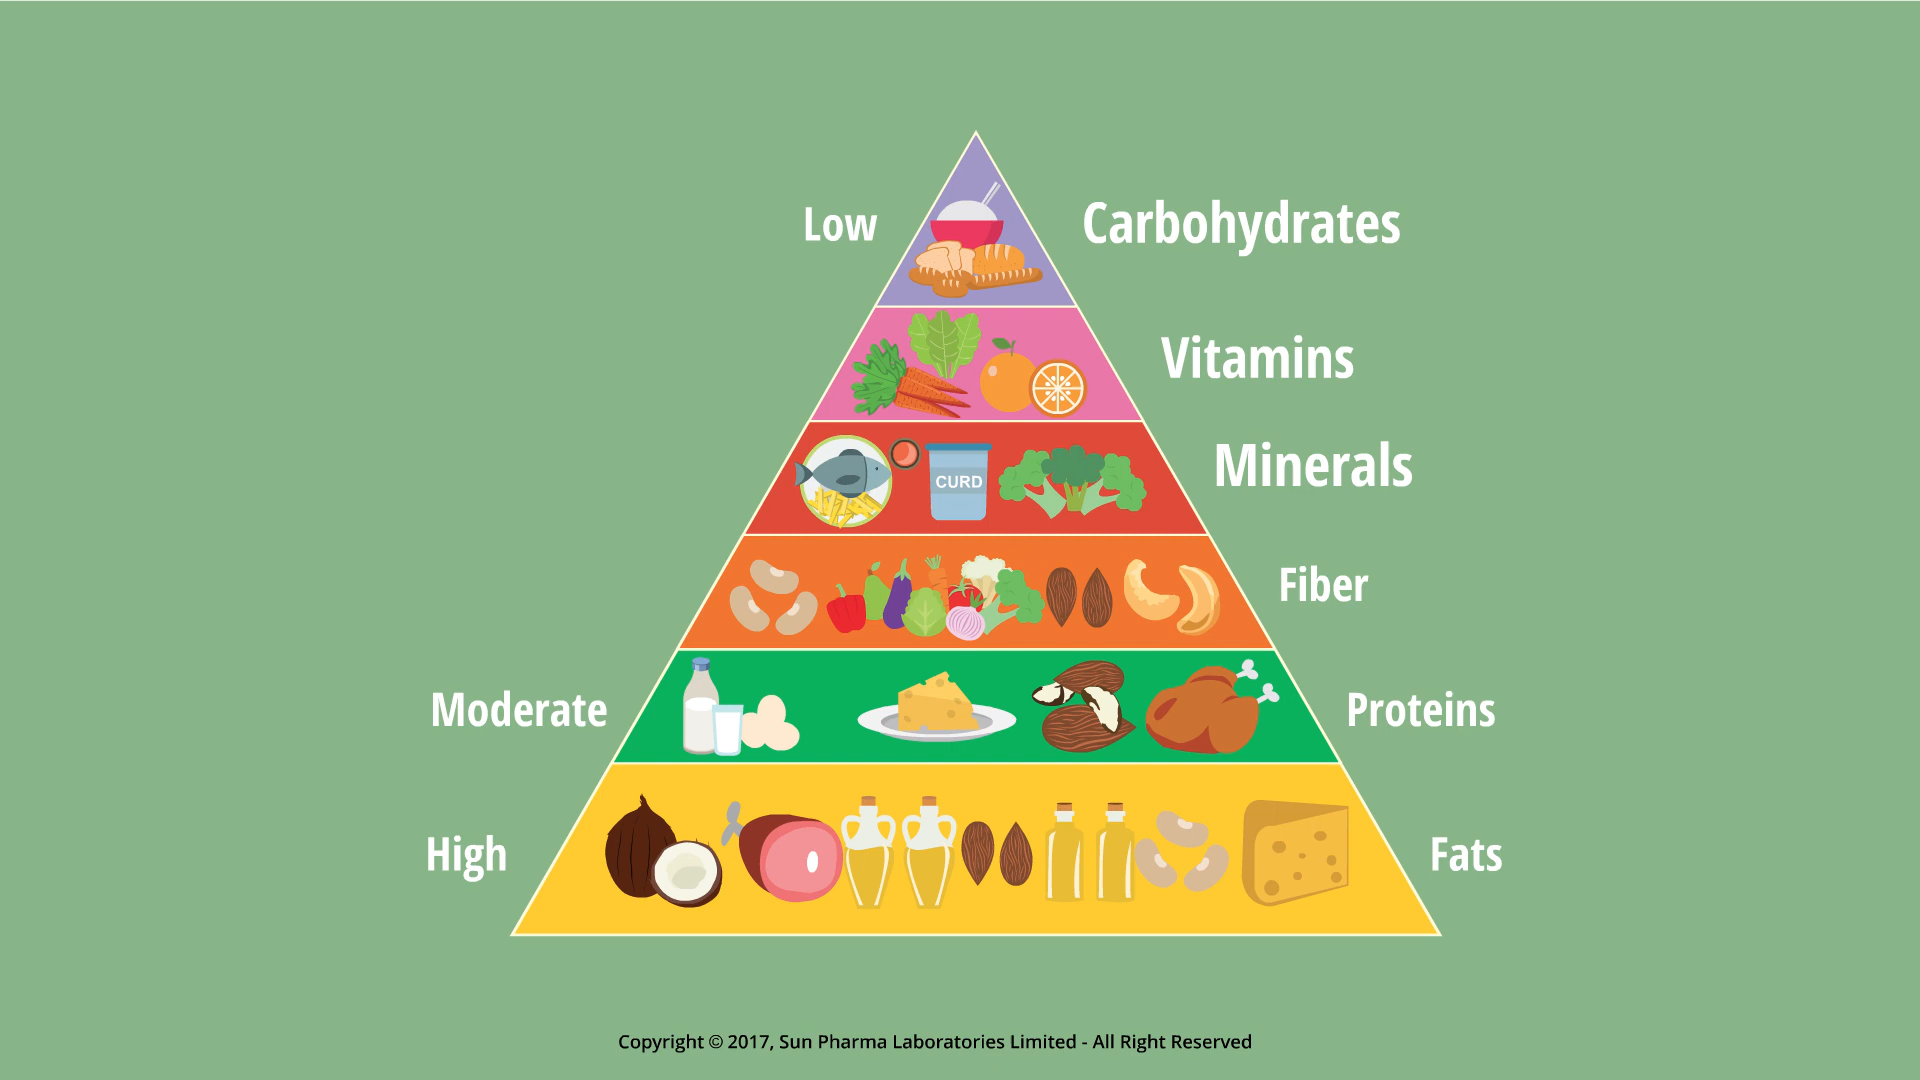 Low
Carbohydrates
Vitamins
Minerals
CURD
Fiber
Moderate
Proteins
High
Fats
Copyright © 2017, Sun Pharma Laboratories Limited - All Right Reserved